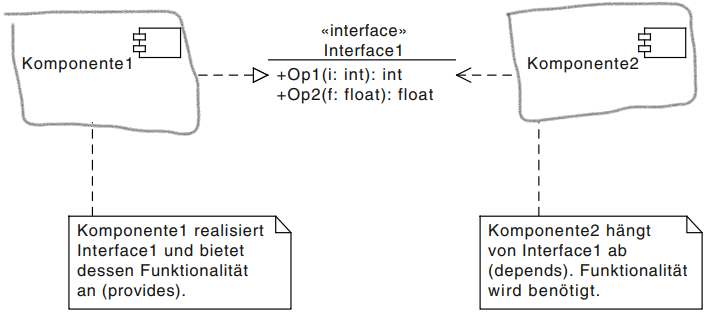 «interface»
Interface1
Komponente1
Komponente2
+Op1(i: int): int
+Op2(f: float): float
Komponente1 realisiert
Interface1 und bietet
dessen Funktionalität
an (provides).
Komponente2 hängt
von Interface1 ab
(depends). Funktionalität
wird benötigt.